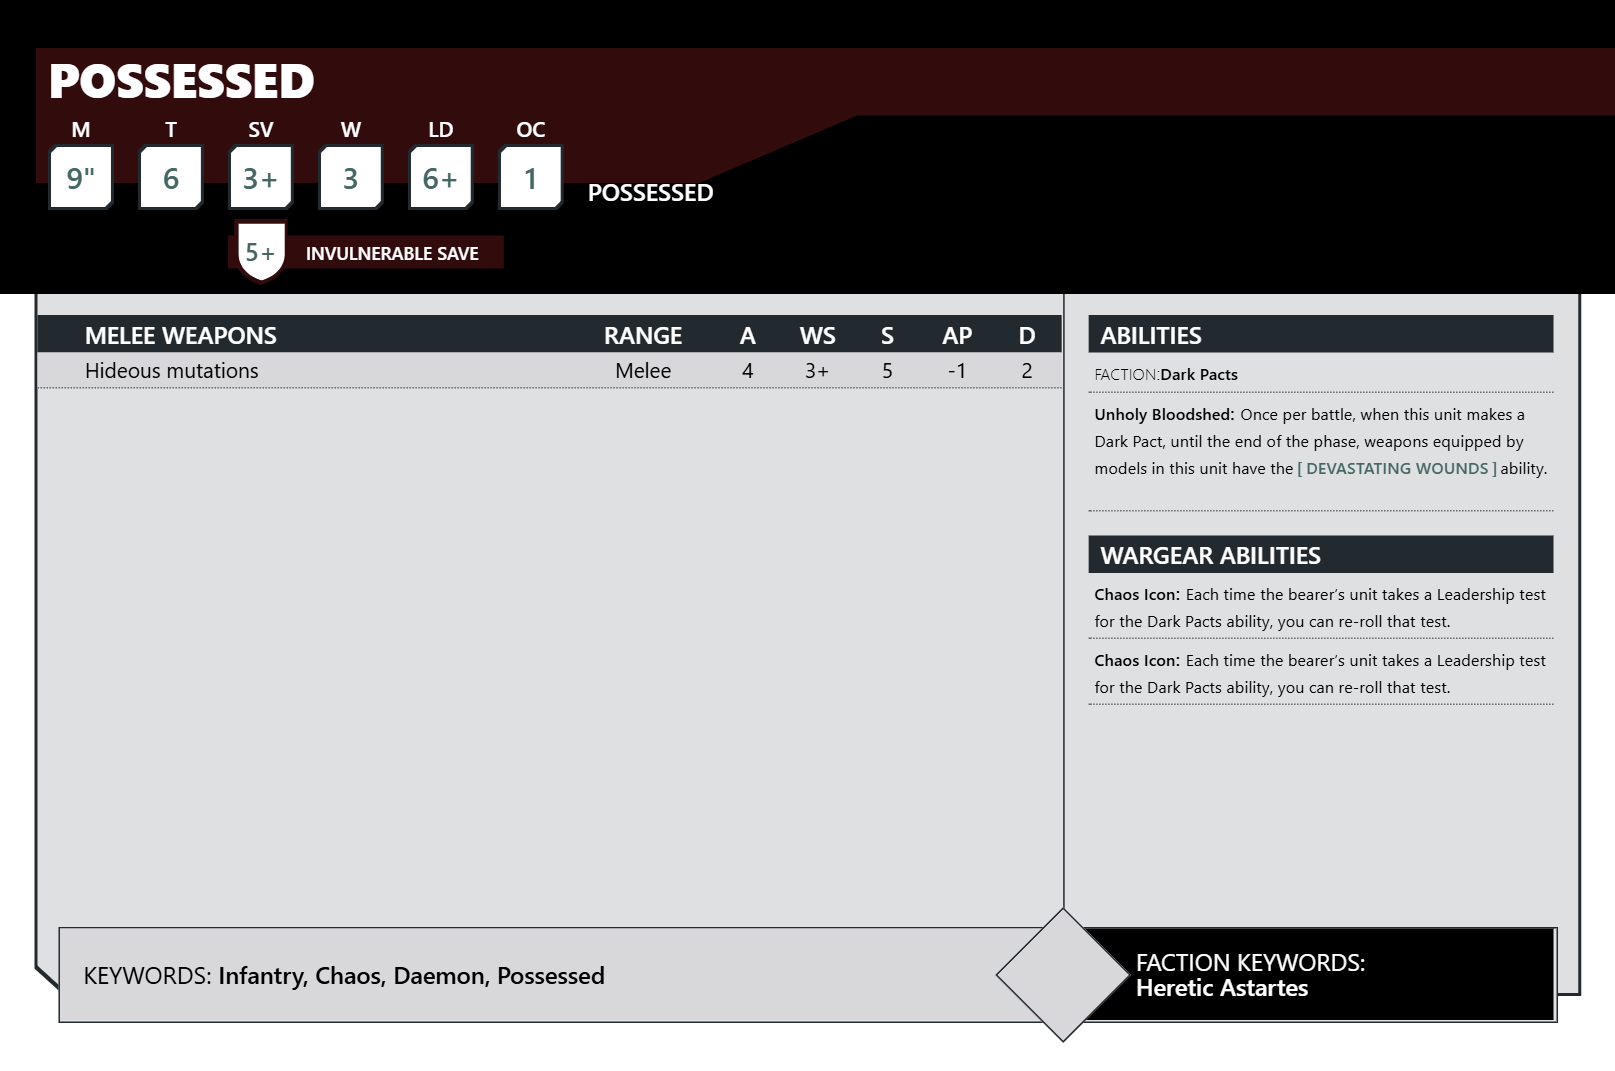 POSSESSED
M T SV W LD OC
9" 6 3+ 3 6+ 1 POSSESSED
5+ INVULNERABLE SAVE
MELEE WEAPONS RANGE A WS S AP D
Hideous mutations Melee 4 3+ 5 -1 2
ABILITIES
FACTION:Dark Pacts
Unholy Bloodshed: Once per battle, when this unit makes a
Dark Pact, until the end of the phase, weapons equipped by
models in this unit have the [ DEVASTATING WOUNDS ] ability.
WARGEAR ABILITIES
Chaos Icon: Each time the bearer’s unit takes a Leadership test
for the Dark Pacts ability, you can re-roll that test.
Chaos Icon: Each time the bearer’s unit takes a Leadership test
for the Dark Pacts ability, you can re-roll that test.
KEYWORDS: Infantry, Chaos, Daemon, Possessed
FACTION KEYWORDS:
Heretic Astartes